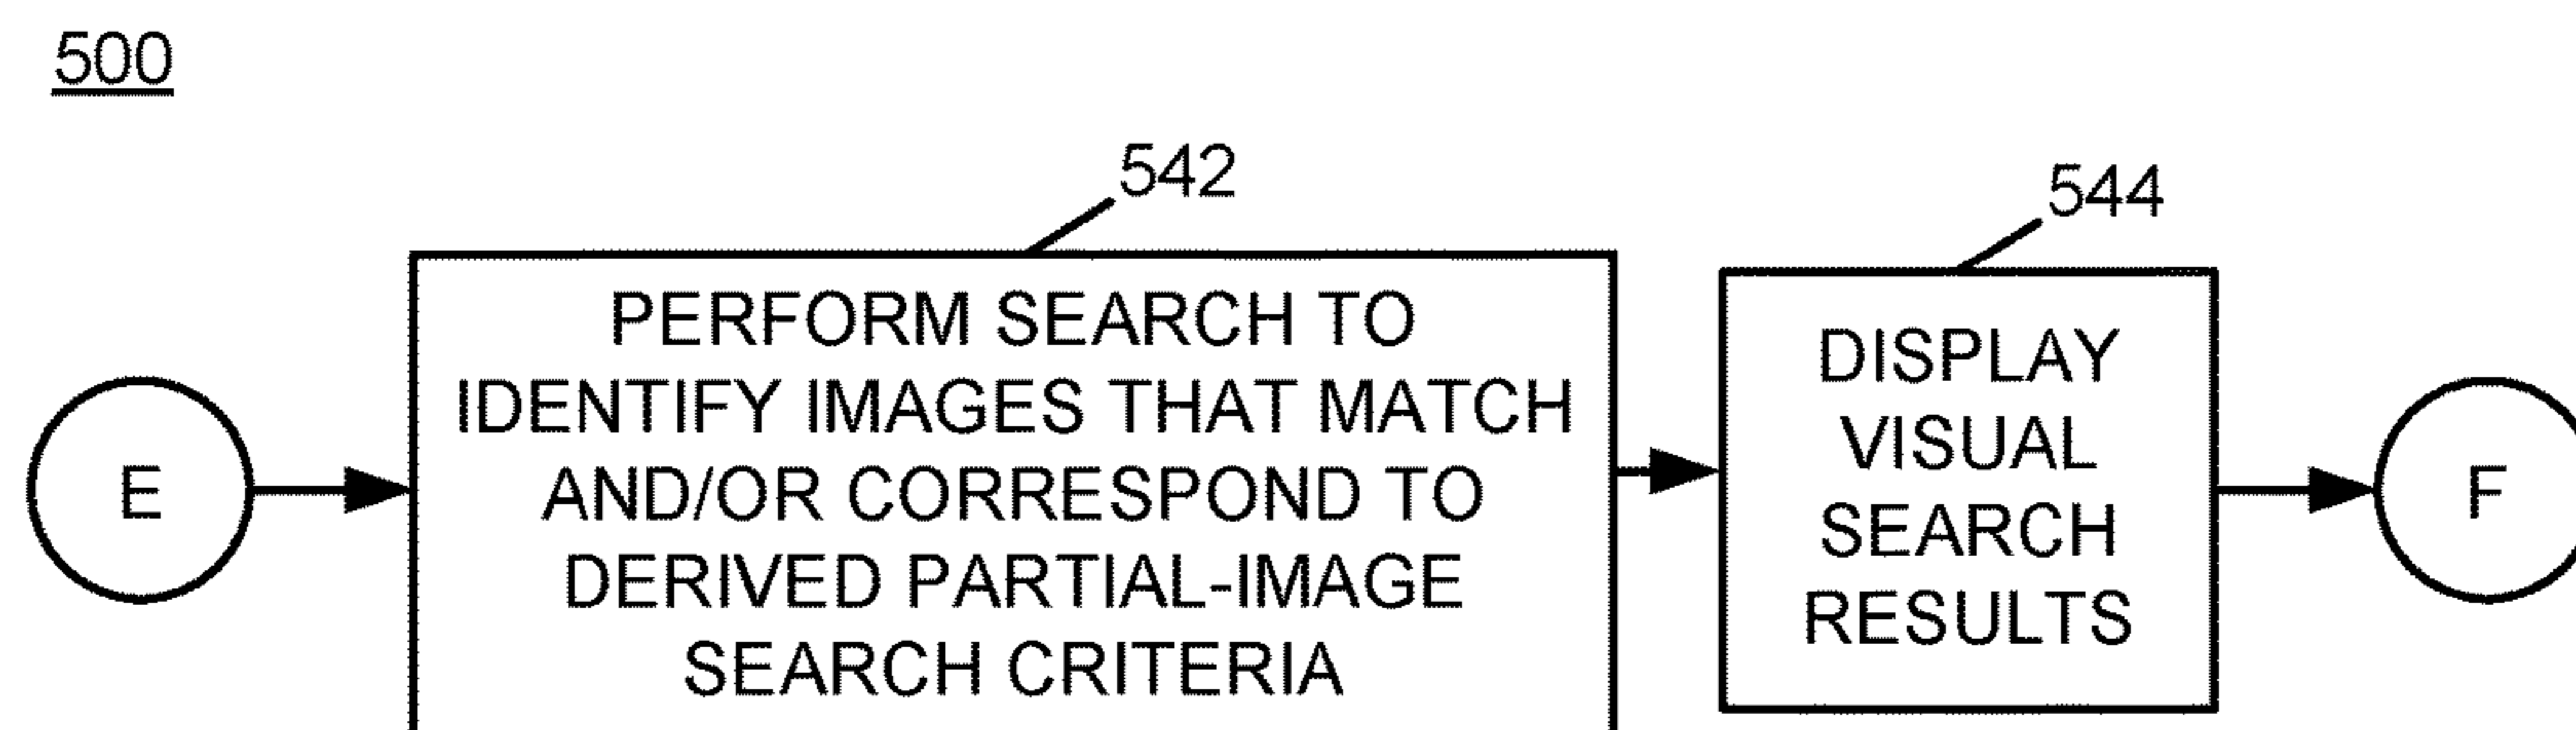 500
542
544
E
PERFORM SEARCH TO
IDENTIFY IMAGES THAT MATCH
AND/OR CORRESPOND TO
DERIVED PARTIAL-IMAGE
SEARCH CRITERIA
DISPLAY
VISUAL
SEARCH
RESULTS
F